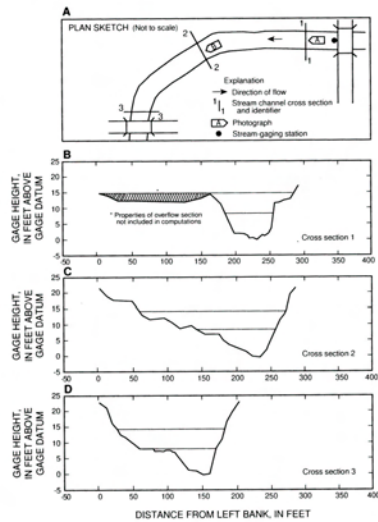 A
PLAN SKETCH (Not to scale)
2
2
1
1
A
B
3
3
Explanation
Direction of flow
1
1
Stream channel cross section
and identifier
A
Photograph
Stream-gaging station
B
GAGE HEIGHT,
IN FEET ABOVE
GAGE DATUM
25
20
15
10
5
0
-5
* Properties of overflow section
not included in computations
Cross section 1
-50 0 50 100 150 200 250 300 350 400
C
GAGE HEIGHT,
IN FEET ABOVE
GAGE DATUM
25
20
15
10
5
0
-5
Cross section 2
-50 0 50 100 150 200 250 300 350 400
D
GAGE HEIGHT,
IN FEET ABOVE
GAGE DATUM
25
20
15
10
5
0
-5
Cross section 3
-50 0 50 100 150 200 250 300 350 400
DISTANCE FROM LEFT BANK, IN FEET